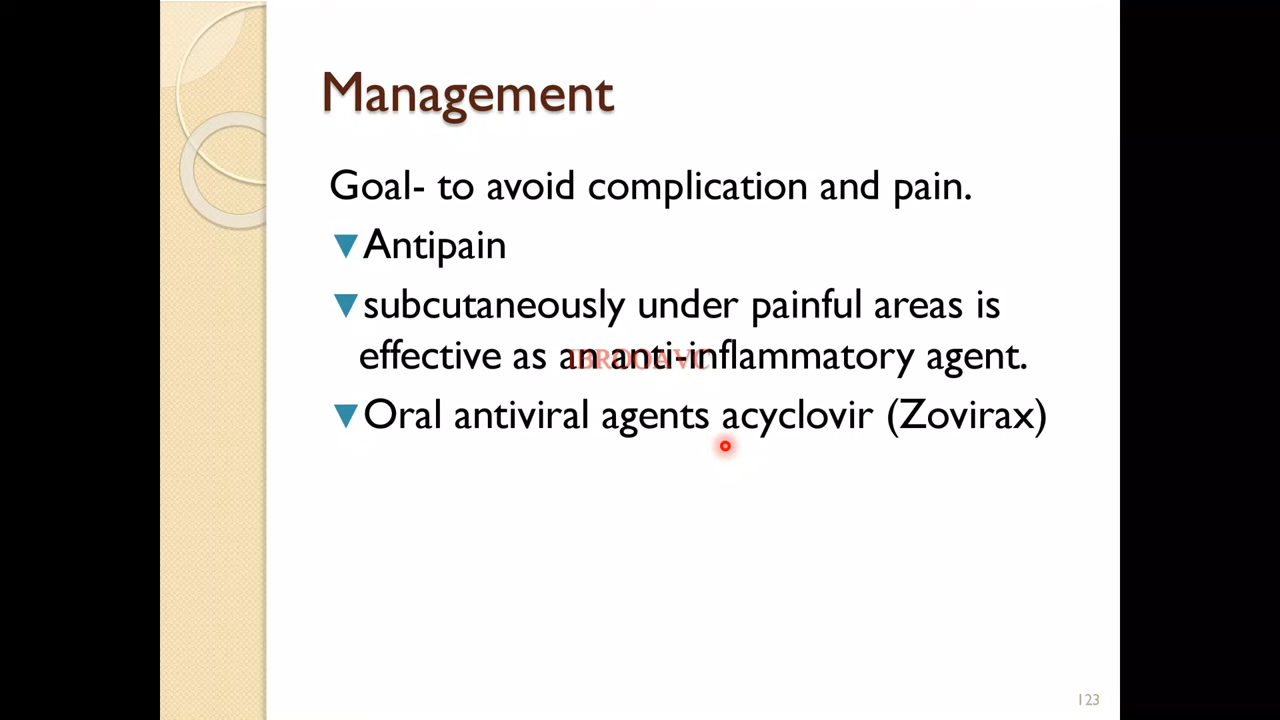 Management
Goal- to avoid complication and pain.
▼Antipain
▼subcutaneously under painful areas is
effective as an anti-inflammatory agent.
▼Oral antiviral agents acyclovir (Zovirax)
123